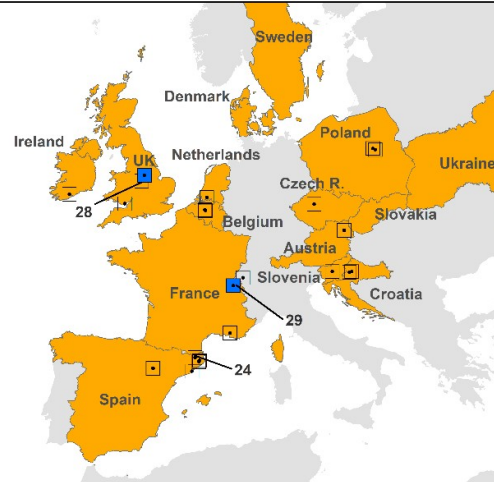 Sweden
Denmark
Ireland
UK
Netherlands
Poland
Ukraine
Czech R.
28
Belgium
Slovakia
Austria
Slovenia
France
Croatia
29
24
Spain